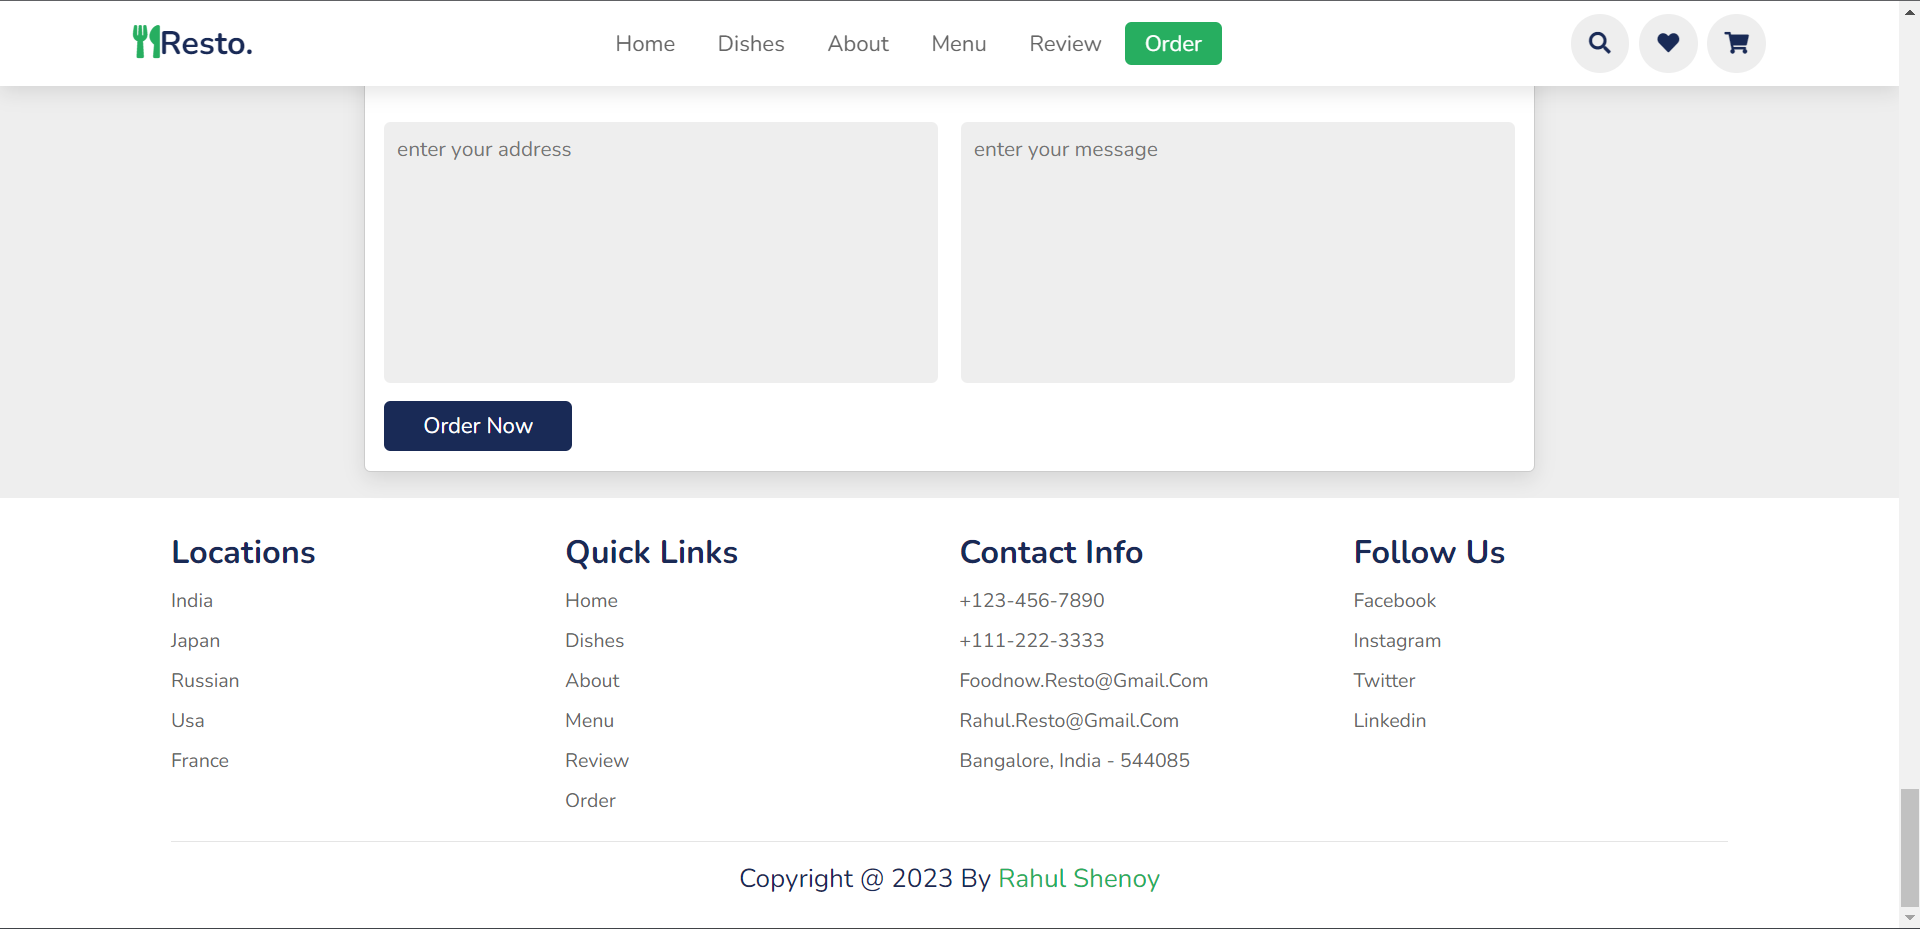 Resto.
Home Dishes About Menu Review Order
enter your address
enter your message
Order Now
Locations
India
Japan
Russian
Usa
France
Quick Links
Home
Dishes
About
Menu
Review
Order
Contact Info
+123-456-7890
+111-222-3333
Foodnow.Resto@Gmail.Com
Rahul.Resto@Gmail.Com
Bangalore, India - 544085
Follow Us
Facebook
Instagram
Twitter
Linkedin
Copyright @ 2023 By Rahul Shenoy